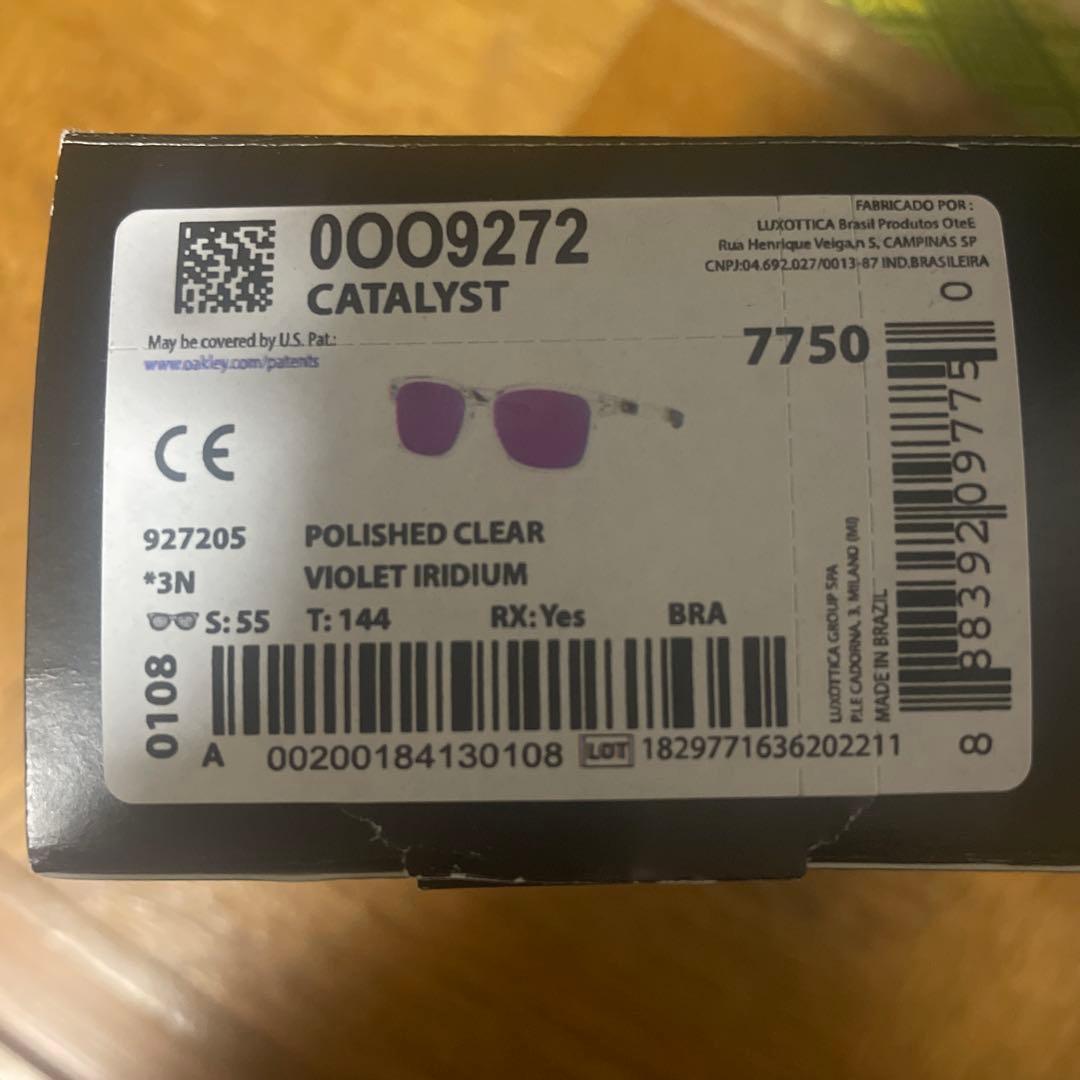 0OO9272
CATALYST
FABRICADO POR:
LUXOTTICA Brasil Produtos OteE
Rua Henrique Veiga,n 5, CAMPINAS SP
CNPJ:04.692.027/0013-87 IND.BRASILEIRA
May be covered by U.S. Pat.:
www.oakley.com/patents
7750
CE
927205 POLISHED CLEAR
*3N VIOLET IRIDIUM
S: 55 T: 144 RX: Yes BRA
0108
A 00200184130108 LOT 1829771636202211
LUXOTTICA GROUP SPA
P.LE CADORNA, 3, MILANO (MI)
MADE IN BRAZIL
8 88392 09775 0